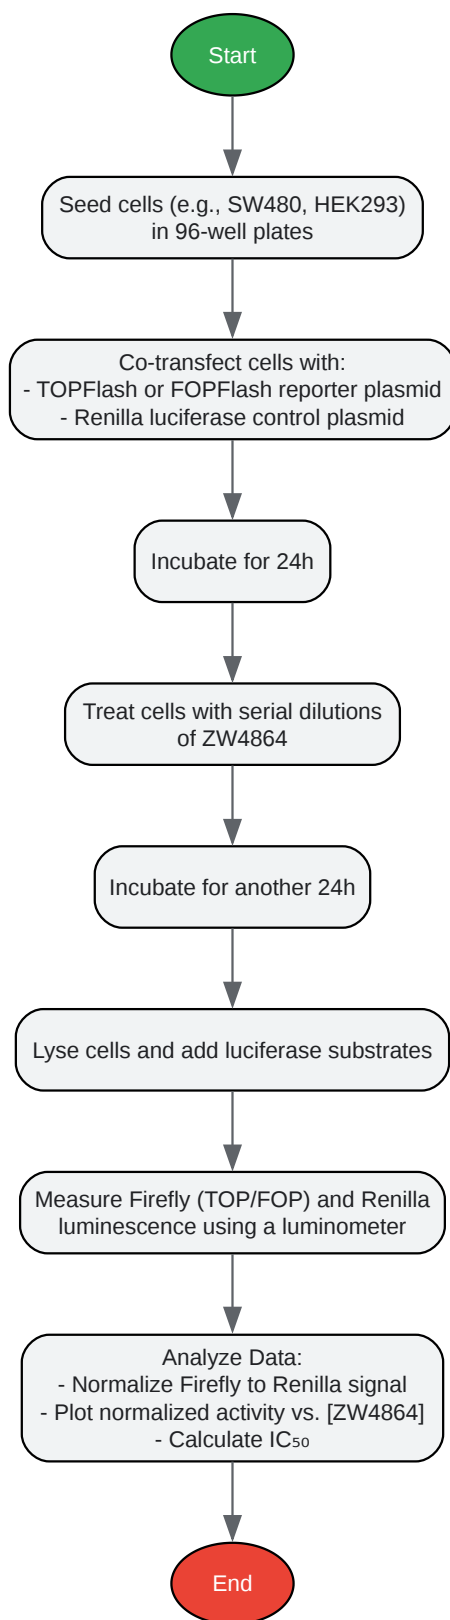 Start
Seed cells (e.g., SW480, HEK293)
in 96-well plates
Co-transfect cells with:
- TOPFlash or FOPFlash reporter plasmid
- Renilla luciferase control plasmid
Incubate for 24h
Treat cells with serial dilutions
of ZW4864
Incubate for another 24h
Lyse cells and add luciferase substrates
Measure Firefly (TOP/FOP) and Renilla
luminescence using a luminometer
Analyze Data:
- Normalize Firefly to Renilla signal
- Plot normalized activity vs. [ZW4864]
- Calculate IC₅₀
End